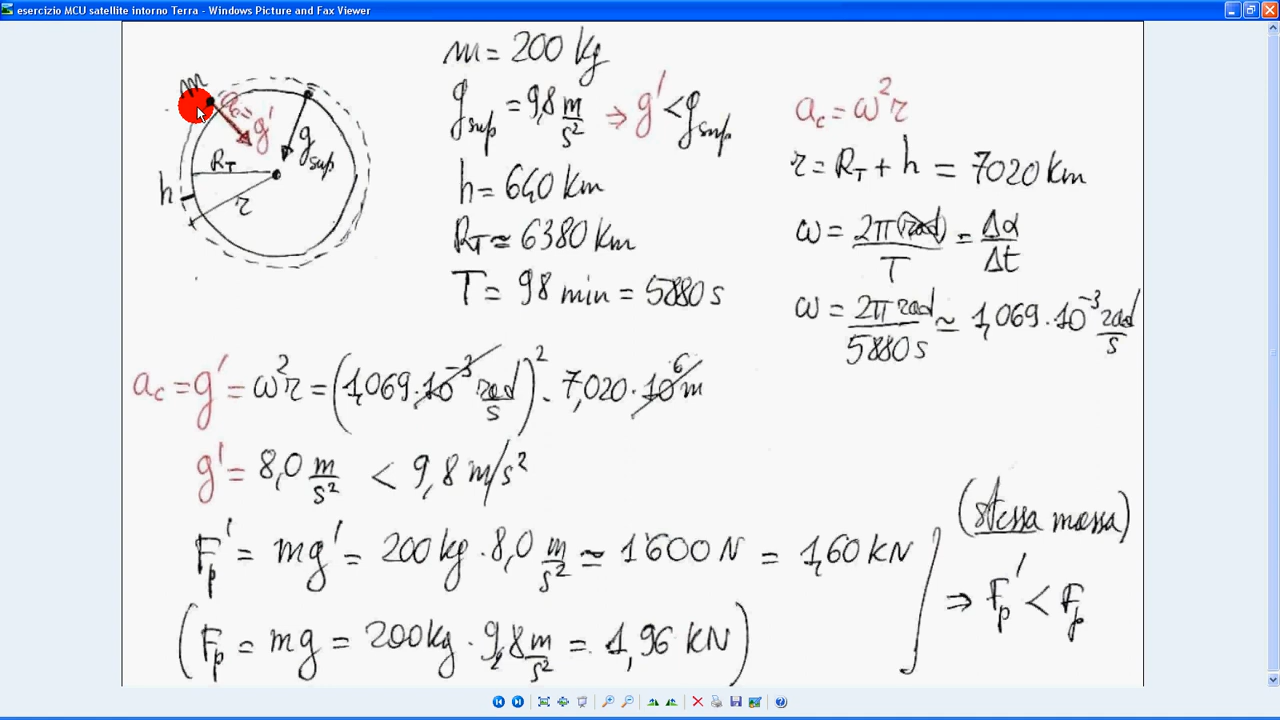 esercizio MCU satellite intorno Terra - Windows Picture and Fax Viewer
m
a_c = g'
g_sup
R_T
h
r
m = 200 kg
g_sup = 9,8 m/s² ⇒ g' < g_sup
h = 640 Km
R_T ≃ 6380 Km
T = 98 min = 5880 s
a_c = ω²r
r = R_T + h = 7020 Km
ω = 2π(rad)/T = Δα/Δt
ω = 2π rad/5880 s ≃ 1,069 · 10⁻³ rad/s
a_c = g' = ω²r = (1,069 · 10⁻³ rad/s)² · 7,020 · 10⁶ m
g' = 8,0 m/s² < 9,8 m/s²
F_p' = mg' = 200 kg · 8,0 m/s² ≃ 1'600 N = 1,60 KN
(F_p = mg = 200 kg · 9,8 m/s² = 1,96 KN)
(stessa massa)
⇒ F_p' < F_p